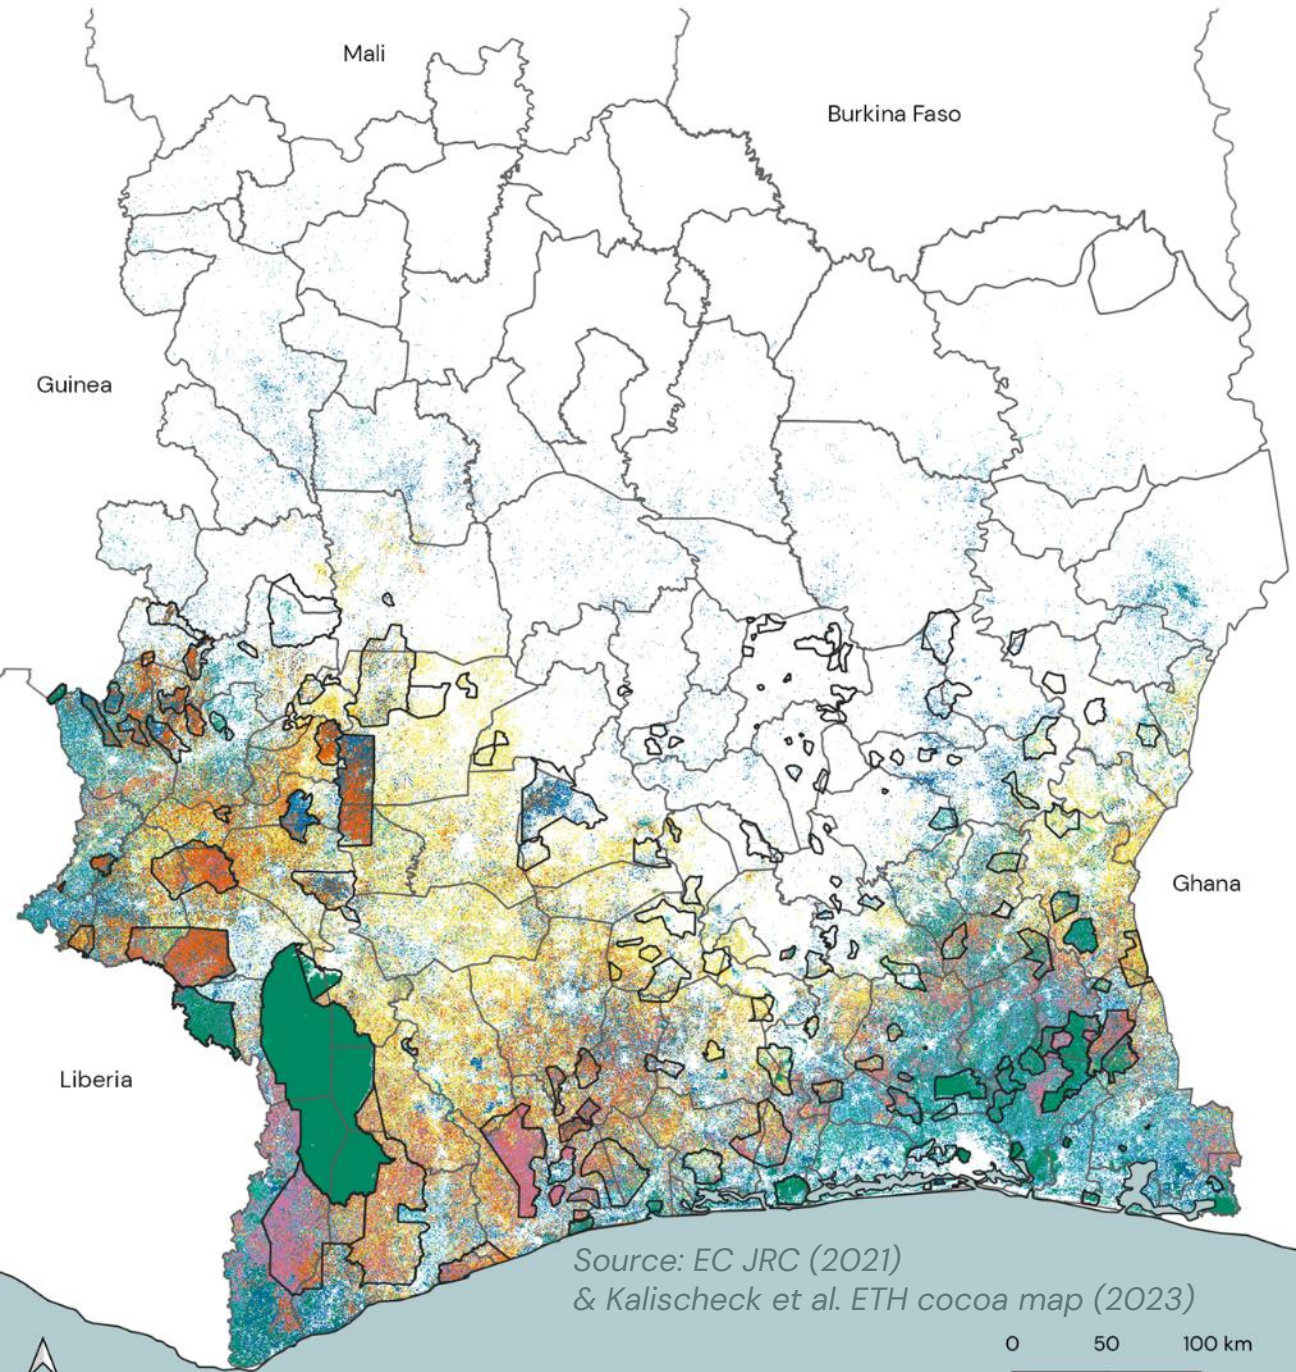 Mali
Burkina Faso
Guinea
Ghana
Liberia
Source: EC JRC (2021)
& Kalischeck et al. ETH cocoa map (2023)
0 50 100 km